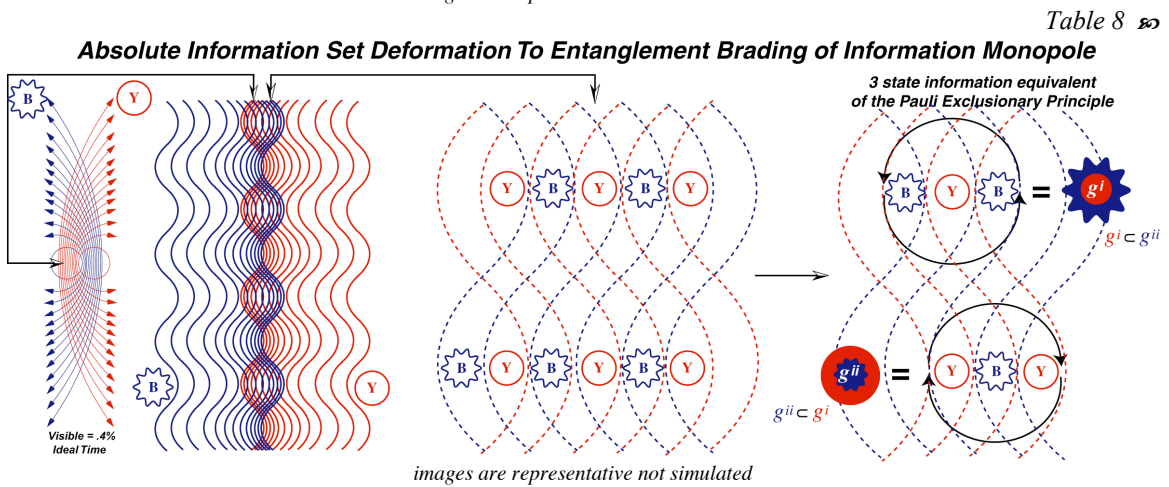 Table 8
Absolute Information Set Deformation To Entanglement Brading of Information Monopole
3 state information equivalent
of the Pauli Exclusionary Principle
B
Y
Y B Y B Y
B Y B = gi
gi ⊂ gii
B
Y
B Y B Y B Y
gii = Y B Y
gii ⊂ gi
Visible = .4%
Ideal Time
images are representative not simulated